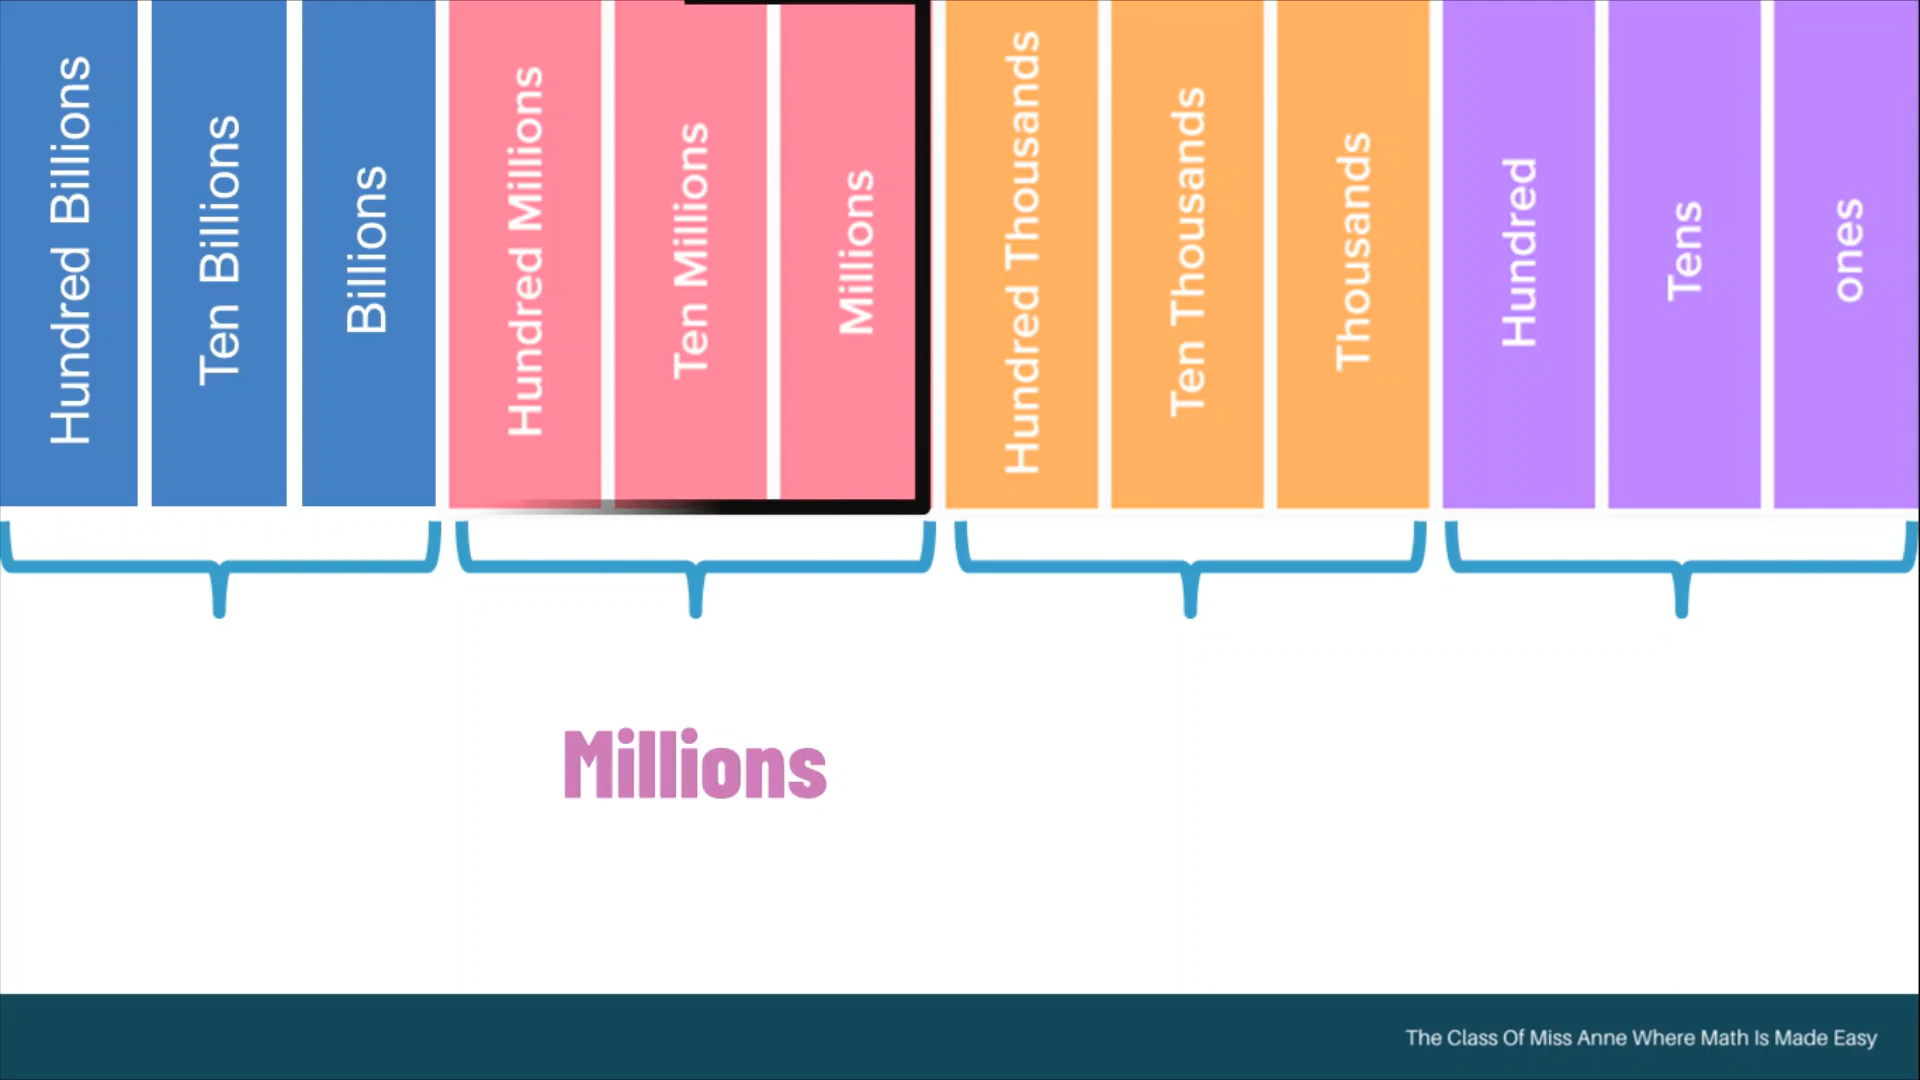 Hundred Billions
Ten Billions
Billions
Hundred Millions
Ten Millions
Millions
Hundred Thousands
Ten Thousands
Thousands
Hundred
Tens
ones
Millions
The Class Of Miss Anne Where Math Is Made Easy